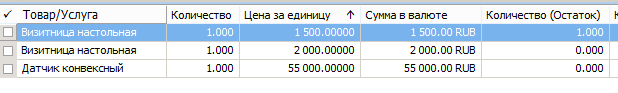 ✓ Товар/Услуга Количество Цена за единицу ↑ Сумма в валюте Количество (Остаток)
Визитница настольная 1.000 1 500.00000 1 500.00 RUB 1.000
Визитница настольная 1.000 2 000.00000 2 000.00 RUB 0.000
Датчик конвексный 1.000 55 000.00000 55 000.00 RUB 0.000